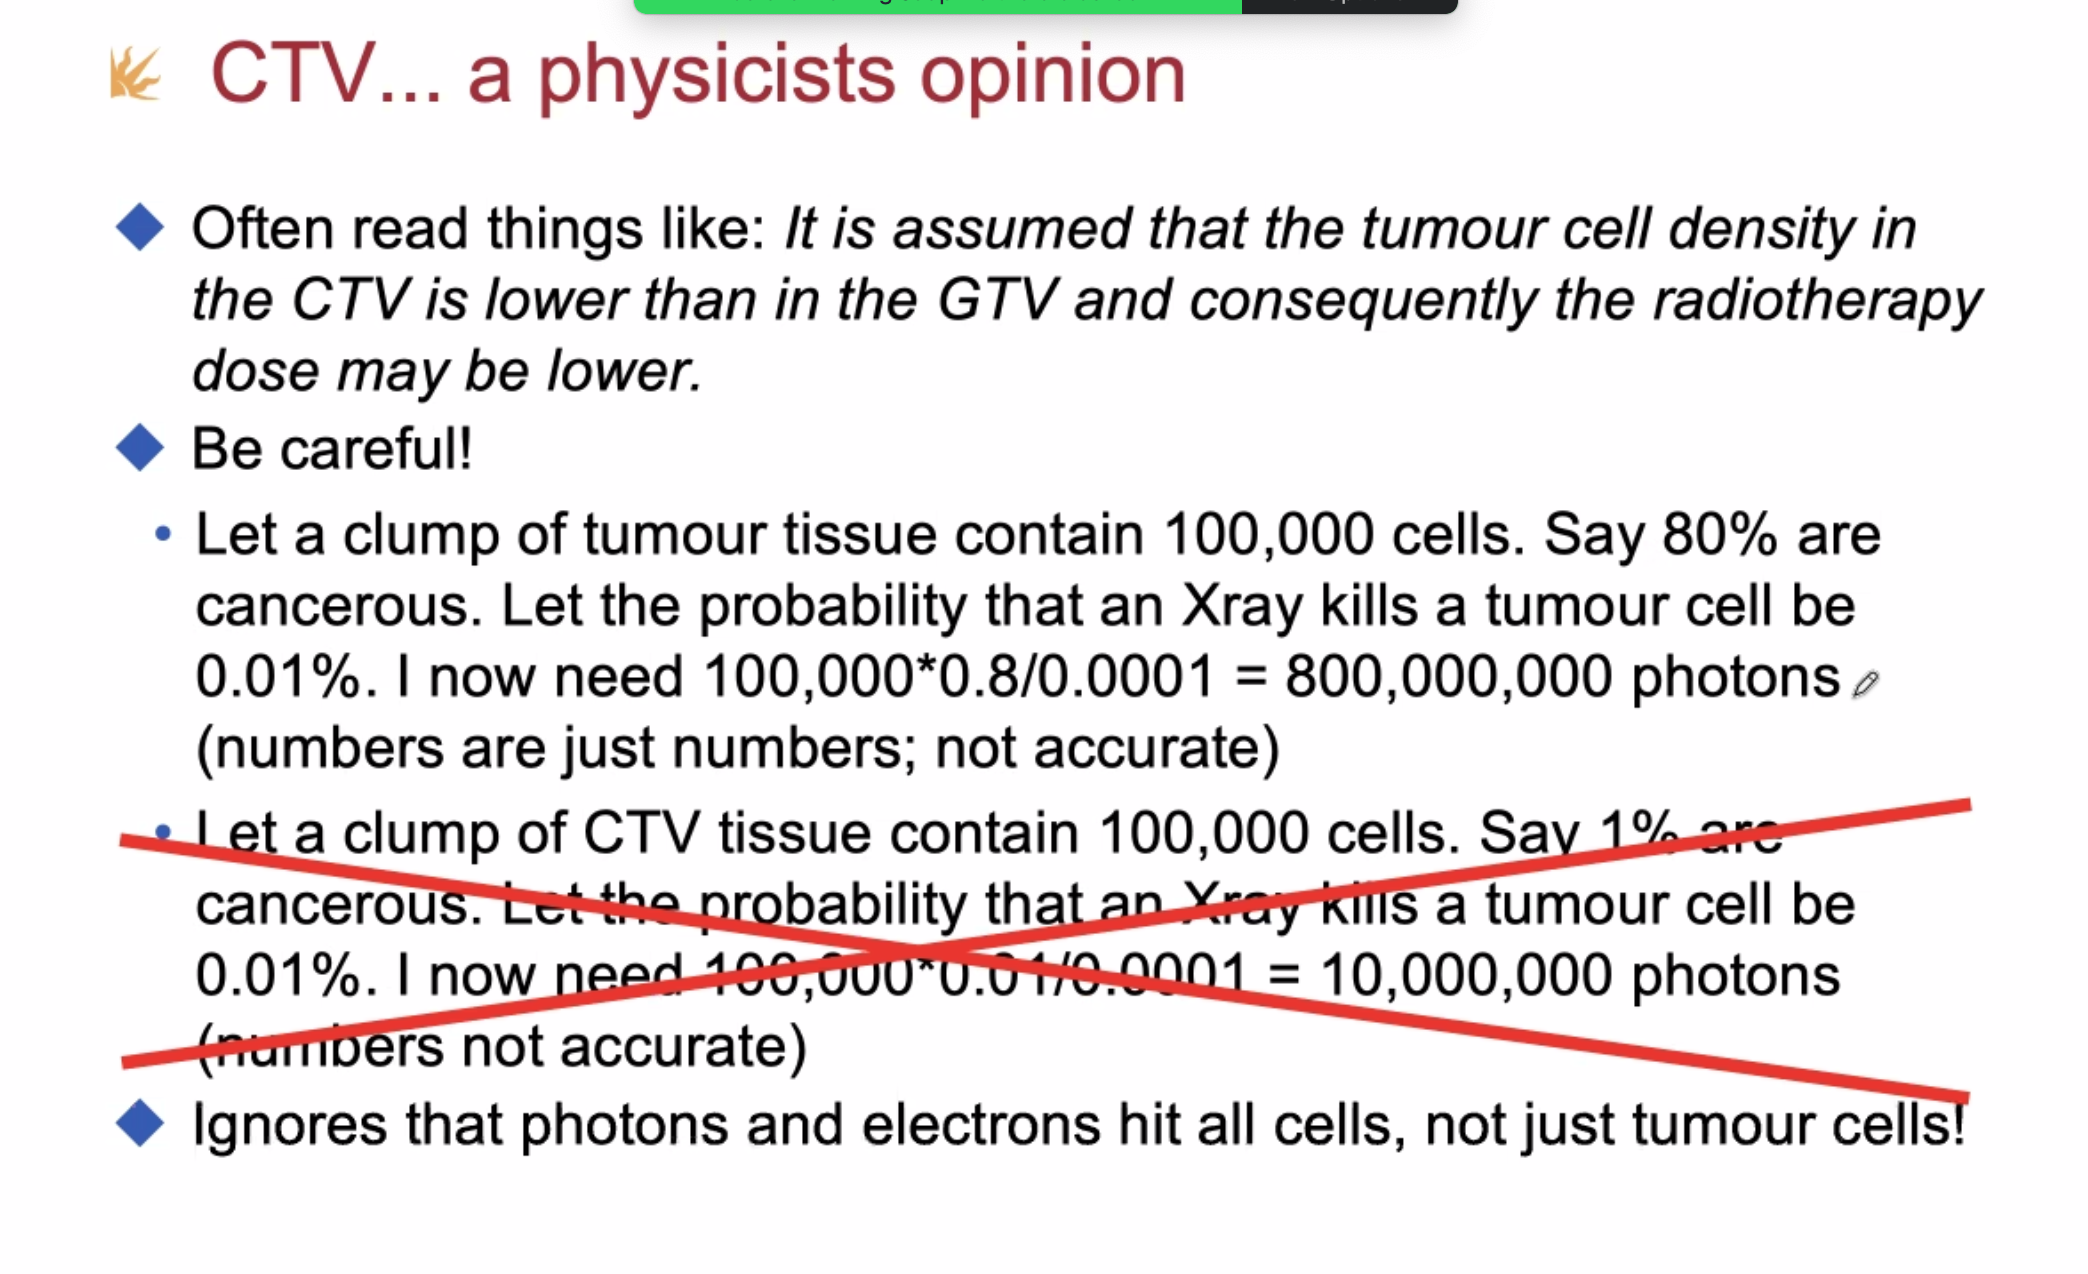 CTV... a physicists opinion
Often read things like: It is assumed that the tumour cell density in
the CTV is lower than in the GTV and consequently the radiotherapy
dose may be lower.
Be careful!
Let a clump of tumour tissue contain 100,000 cells. Say 80% are
cancerous. Let the probability that an Xray kills a tumour cell be
0.01%. I now need 100,000*0.8/0.0001 = 800,000,000 photons
(numbers are just numbers; not accurate)
Let a clump of CTV tissue contain 100,000 cells. Say 1% are
cancerous. Let the probability that an Xray kills a tumour cell be
0.01%. I now need 100,000*0.01/0.0001 = 10,000,000 photons
(numbers not accurate)
Ignores that photons and electrons hit all cells, not just tumour cells!